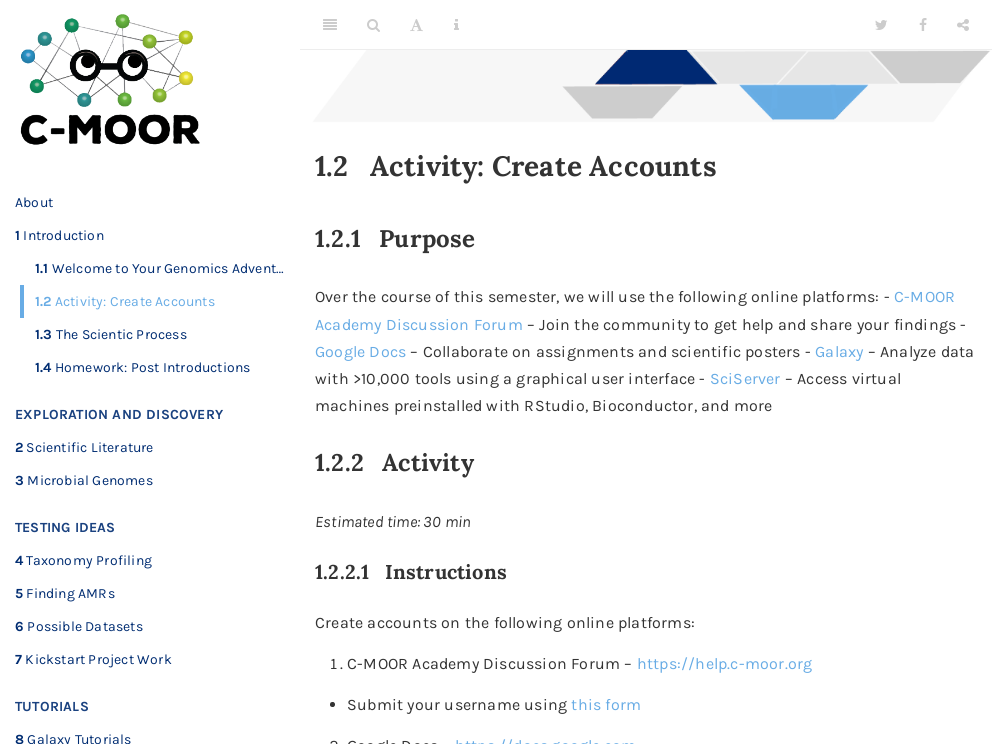 C-MOOR
About
1 Introduction
1.1 Welcome to Your Genomics Advent…
1.2 Activity: Create Accounts
1.3 The Scientic Process
1.4 Homework: Post Introductions
EXPLORATION AND DISCOVERY
2 Scientific Literature
3 Microbial Genomes
TESTING IDEAS
4 Taxonomy Profiling
5 Finding AMRs
6 Possible Datasets
7 Kickstart Project Work
TUTORIALS
8 Galaxy Tutorials
1.2 Activity: Create Accounts
1.2.1 Purpose
Over the course of this semester, we will use the following online platforms: - C-MOOR
Academy Discussion Forum – Join the community to get help and share your findings -
Google Docs – Collaborate on assignments and scientific posters - Galaxy – Analyze data
with >10,000 tools using a graphical user interface - SciServer – Access virtual
machines preinstalled with RStudio, Bioconductor, and more
1.2.2 Activity
Estimated time: 30 min
1.2.2.1 Instructions
Create accounts on the following online platforms:
1. C-MOOR Academy Discussion Forum – https://help.c-moor.org
• Submit your username using this form
2. Google Docs – https://docs.google.com